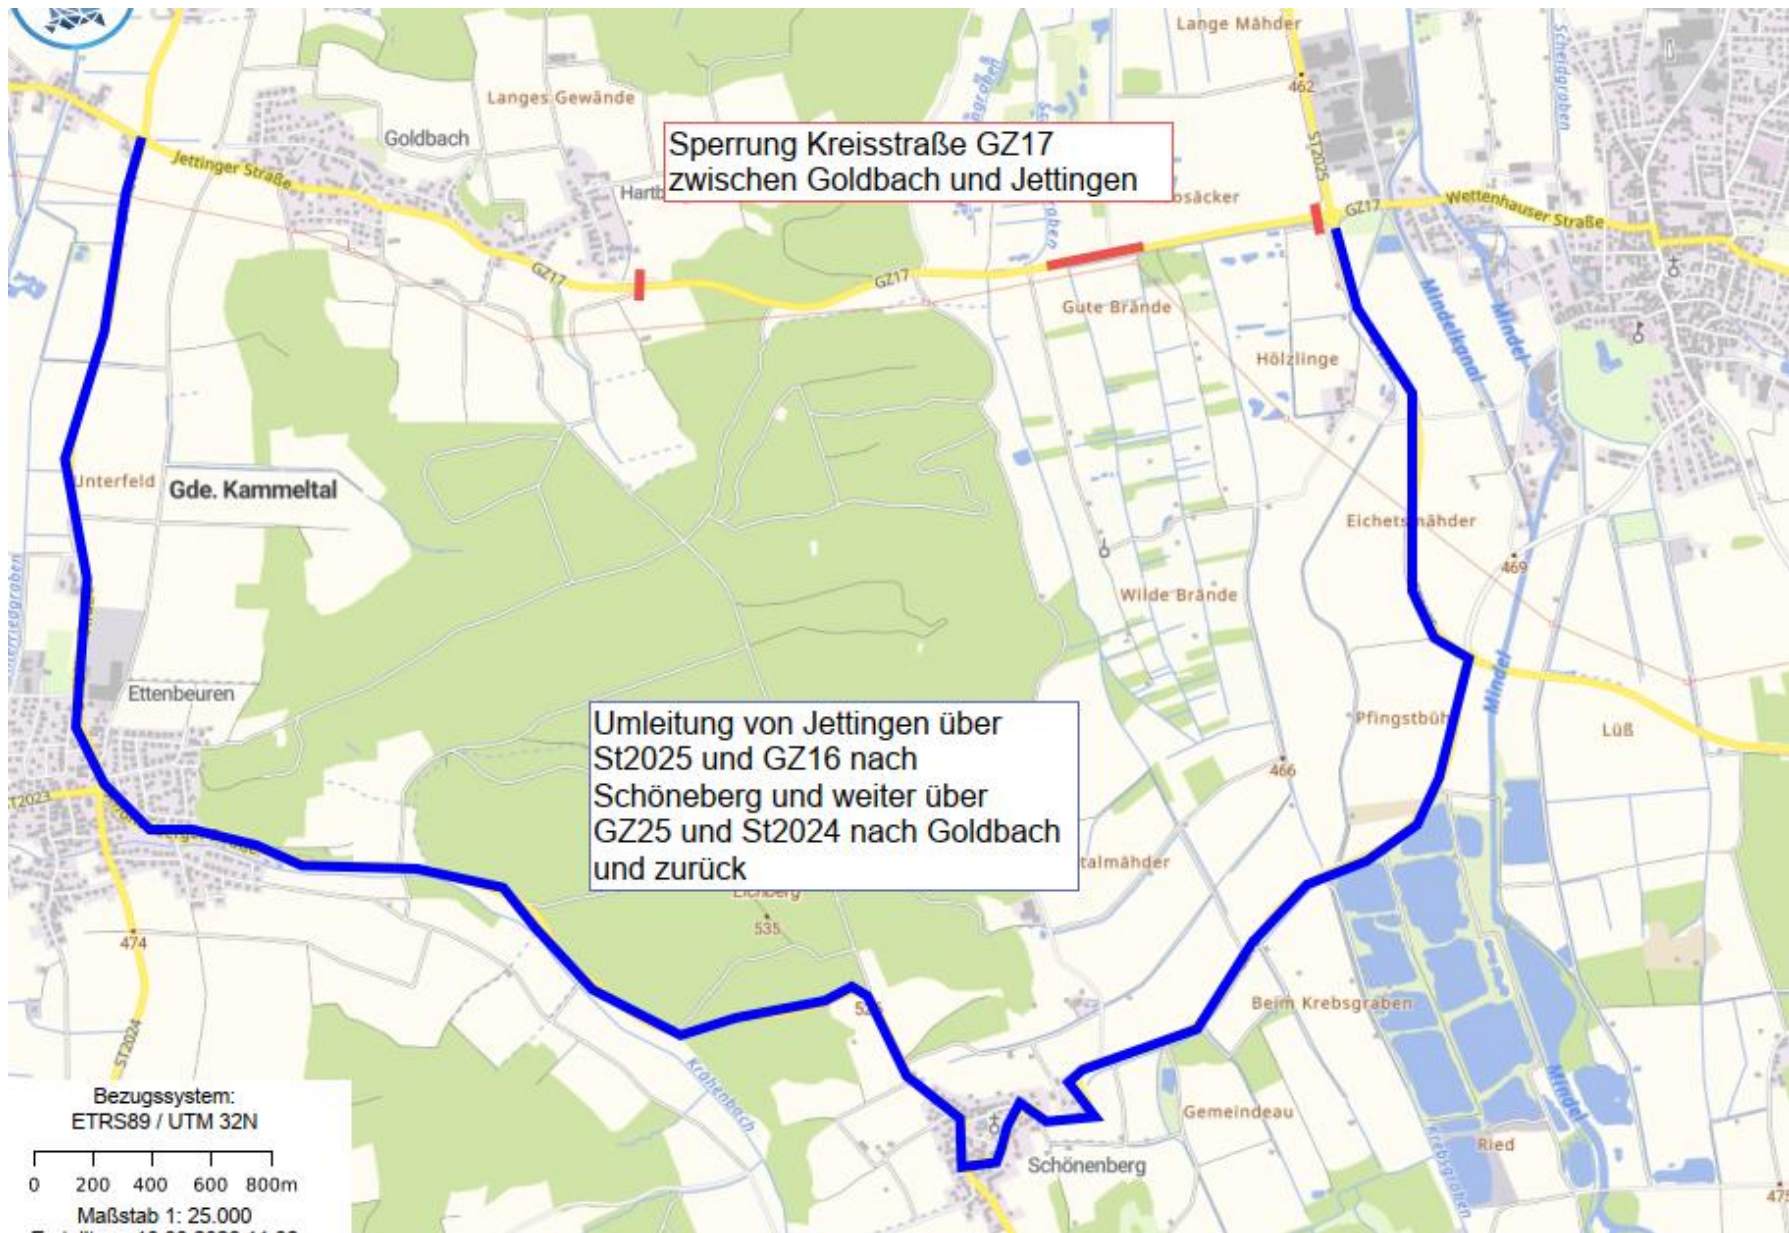 Lange Mähder
Scheidgraben
462
Langes Gewände
Goldbach
Sperrung Kreisstraße GZ17
zwischen Goldbach und Jettingen
Jettinger Straße
ST2025
GZ17
Wettenhauser Straße
GZ17
GZ17
Gute Brände
Mindelkanal
Mindel
Hölzlinge
Unterfeld
Gde. Kammeltal
Eichetsmähder
469
Wilde Brände
Ettenbeuren
Mindel
Umleitung von Jettingen über
St2025 und GZ16 nach
Schöneberg und weiter über
GZ25 und St2024 nach Goldbach
und zurück
Lüß
466
Eichberg
535
474
Beim Krebsgraben
ST2024
Krähenbach
Mindel
Gemeindeau
Krebsgraben
Ried
Schönenberg
Bezugssystem:
ETRS89 / UTM 32N
0 200 400 600 800m
Maßstab 1: 25.000